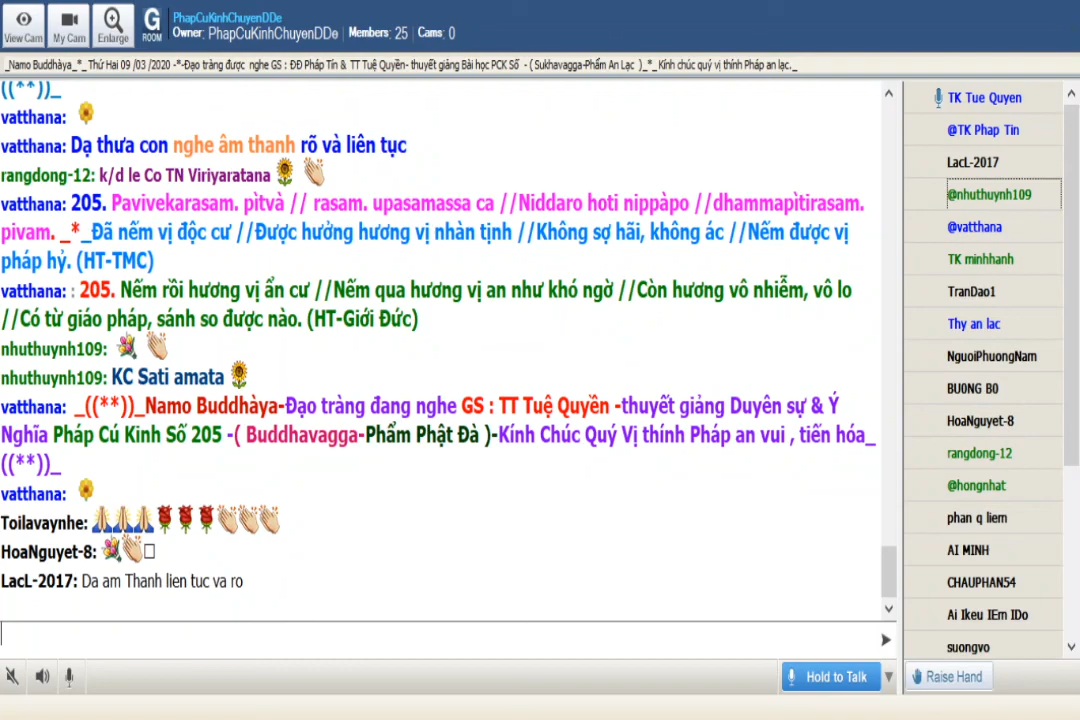 PhapCuKinhChuyenDDe
Owner: PhapCuKinhChuyenDDe Members: 25 Cams: 0
View Cam My Cam Enlarge G ROOM
_Namo Buddhàya_*_ Thứ Hai 09 /03 /2020 -*-Đạo tràng được nghe GS : ĐĐ Pháp Tín & TT Tuệ Quyền- thuyết giảng Bài học PCK Số - ( Sukhavagga-Phẩm An Lạc )_*_Kính chúc quý vị thính Pháp an lạc._
((**))_
vatthana:
vatthana: Dạ thưa con nghe âm thanh rõ và liên tục
rangdong-12: k/d le Co TN Viriyaratana
vatthana: 205. Pavivekarasam. pìtvà // rasam. upasamassa ca //Niddaro hoti nippàpo //dhammapìtirasam.
pivam. _*_Đã nếm vị độc cư //Được hưởng hương vị nhàn tịnh //Không sợ hãi, không ác //Nếm được vị
pháp hỷ. (HT-TMC)
vatthana: : 205. Nếm rồi hương vị ẩn cư //Nếm qua hương vị an như khó ngờ //Còn hương vô nhiễm, vô lo
//Có từ giáo pháp, sánh so được nào. (HT-Giới Đức)
nhuthuynh109:
nhuthuynh109: KC Sati amata
vatthana: _((**))_Namo Buddhàya-Đạo tràng đang nghe GS : TT Tuệ Quyền -thuyết giảng Duyên sự & Ý
Nghĩa Pháp Cú Kinh Số 205 -( Buddhavagga-Phẩm Phật Đà )-Kính Chúc Quý Vị thính Pháp an vui , tiến hóa_
((**))_
vatthana:
Toilavaynhe:
HoaNguyet-8:
LacL-2017: Da am Thanh lien tuc va ro
TK Tue Quyen
@TK Phap Tin
LacL-2017
@nhuthuynh109
@vatthana
TK minhhanh
TranDao1
Thy an lac
NguoiPhuongNam
BUONG BO
HoaNguyet-8
rangdong-12
@hongnhat
phan q liem
AI MINH
CHAUPHAN54
Ai Ikeu IEm IDo
suongvo
Hold to Talk
Raise Hand